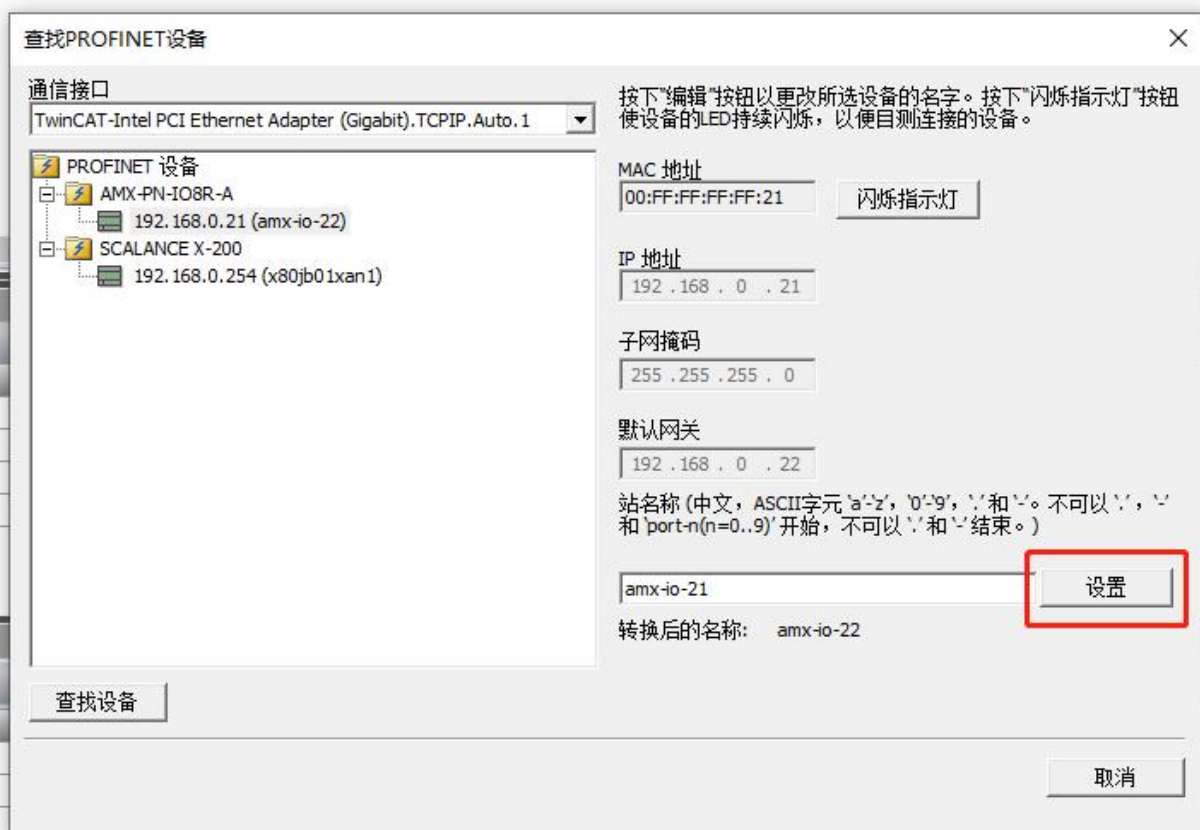 查找PROFINET设备
通信接口
TwinCAT-Intel PCI Ethernet Adapter (Gigabit).TCPIP.Auto.1
PROFINET 设备
AMX-PN-IO8R-A
192.168.0.21 (amx-io-22)
SCALANCE X-200
192.168.0.254 (x80jb01xan1)
查找设备
按下"编辑"按钮以更改所选设备的名字。按下"闪烁指示灯"按钮
使设备的LED持续闪烁，以便目测连接的设备。
MAC 地址
00:FF:FF:FF:FF:21
闪烁指示灯
IP 地址
192 .168 . 0 . 21
子网掩码
255 .255 .255 . 0
默认网关
192 .168 . 0 . 22
站名称 (中文，ASCII字元 'a'-'z'，'0'-'9'，'.' 和 '-'。不可以 '.'，'-'
和 'port-n(n=0..9)' 开始，不可以 '.' 和 '-' 结束。)
amx-io-21
设置
转换后的名称: amx-io-22
取消